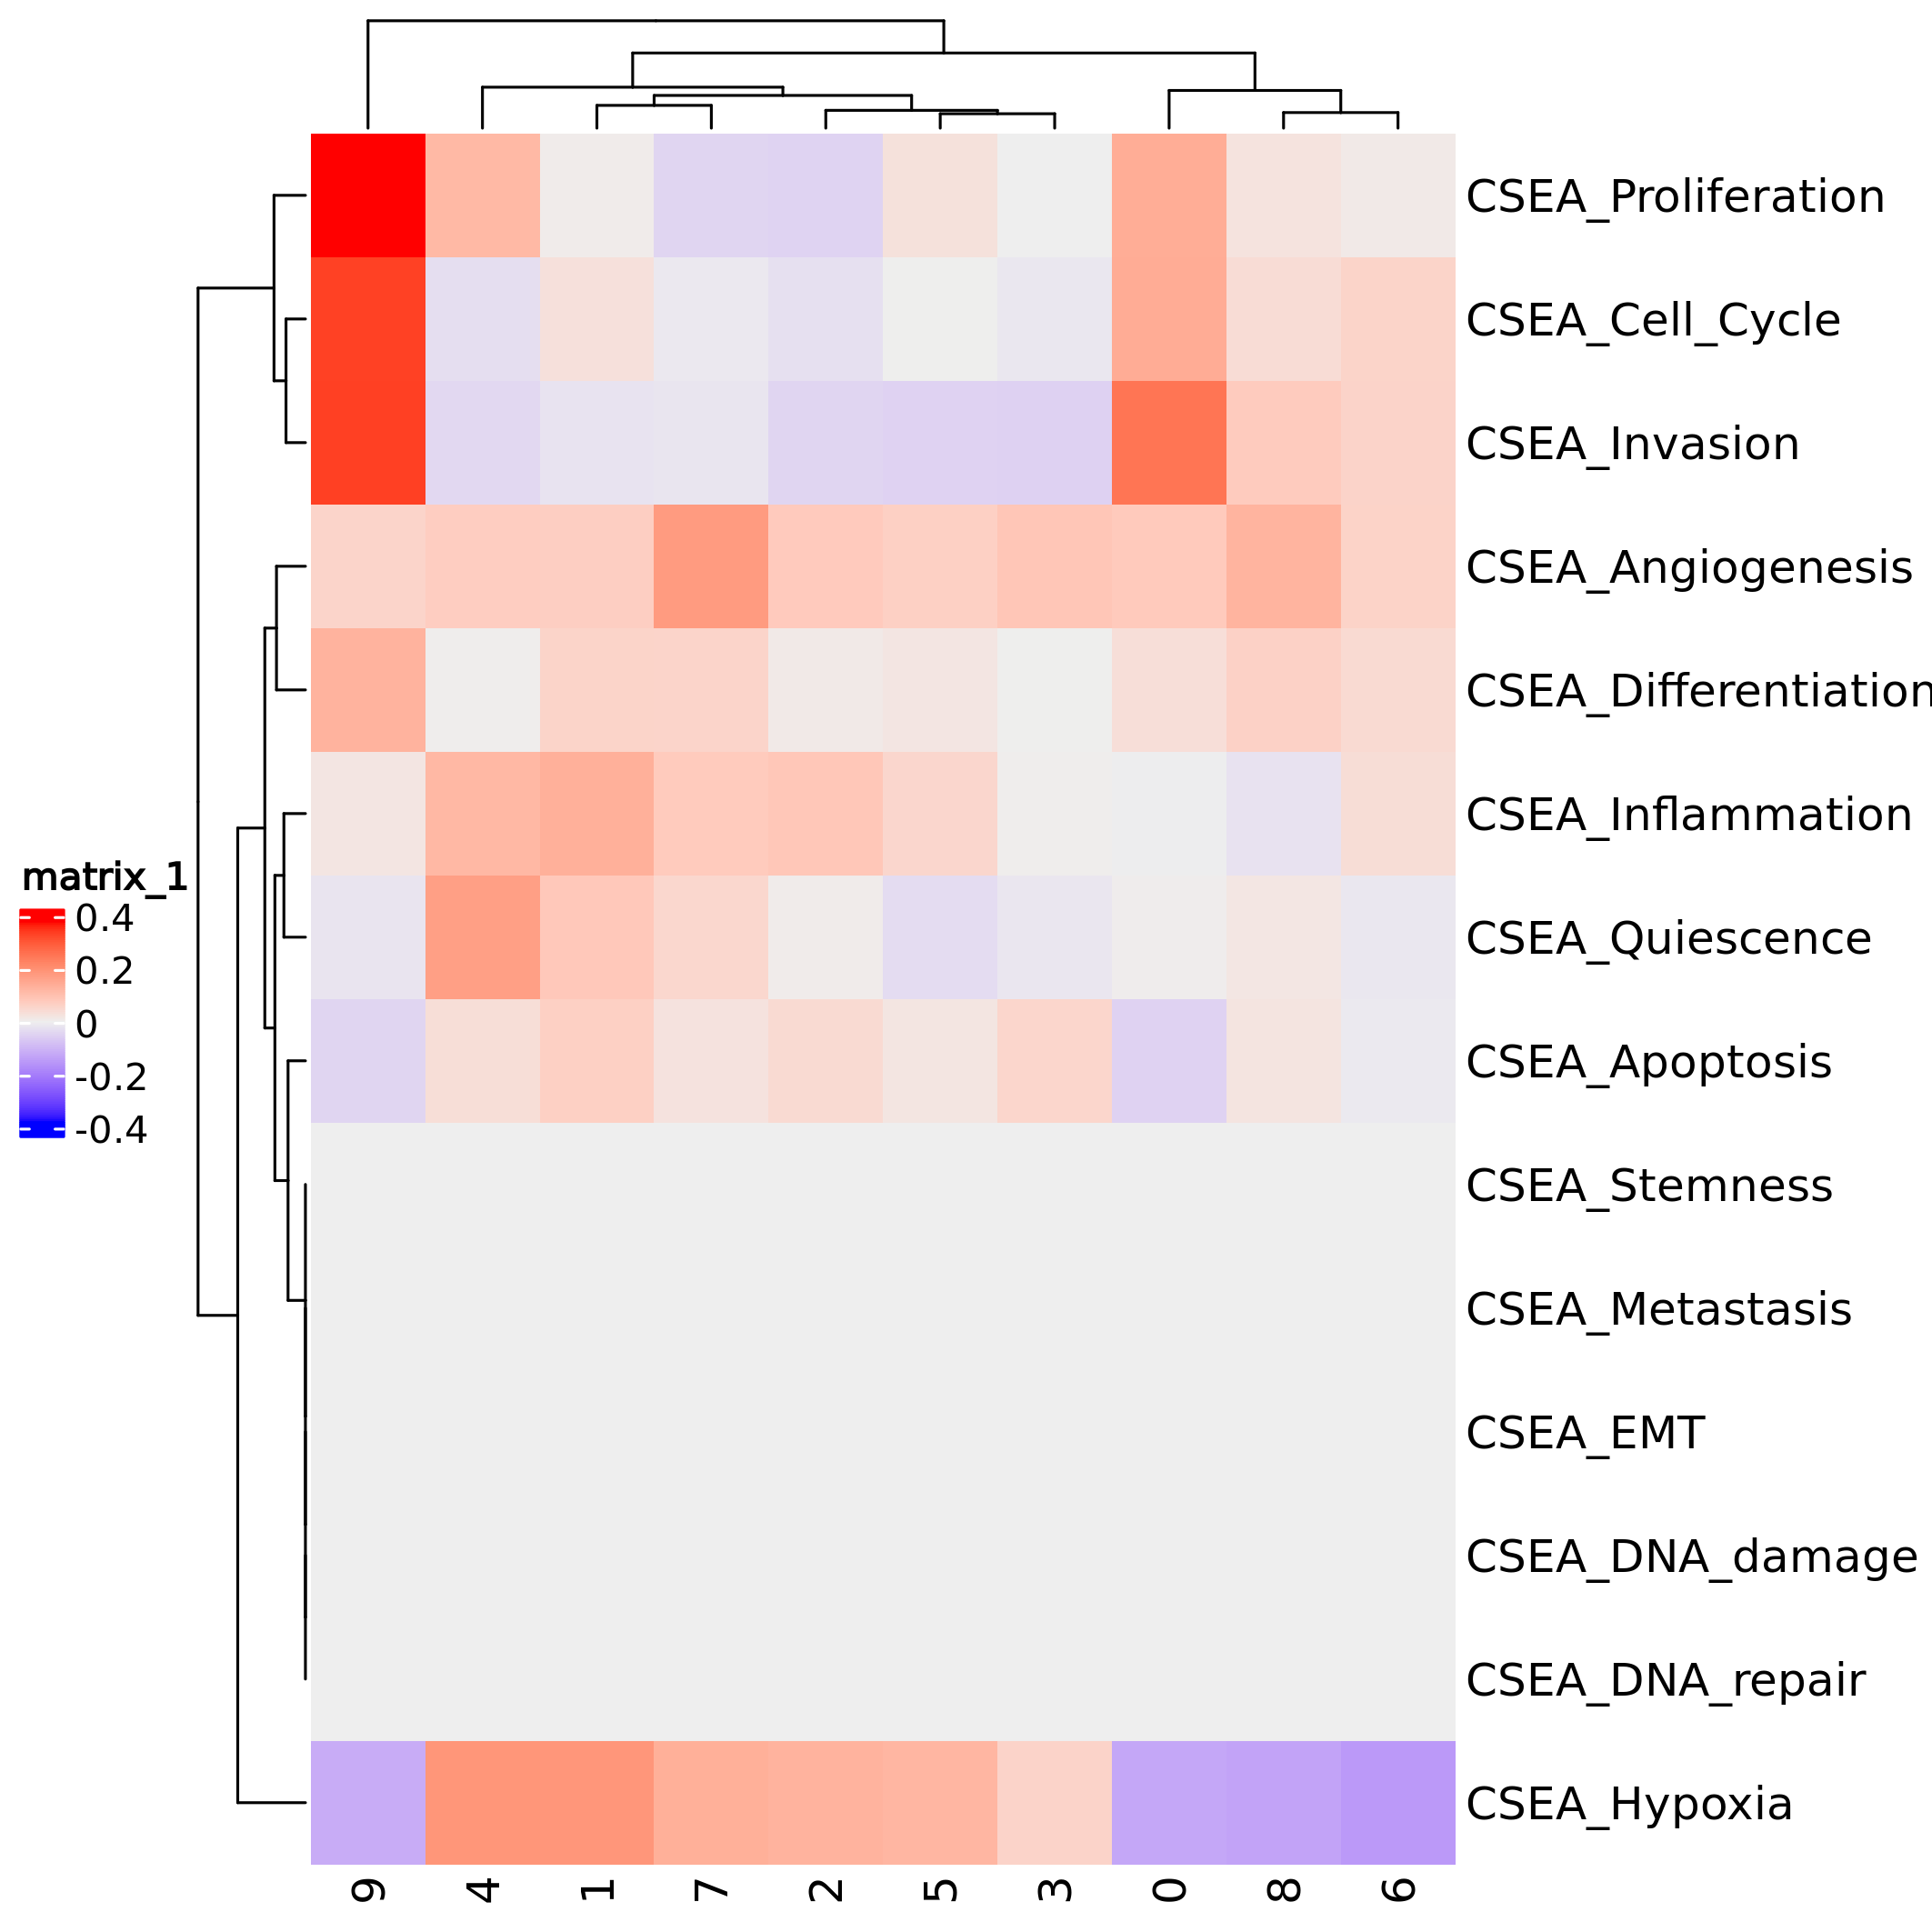 CSEA_Proliferation
CSEA_Cell_Cycle
CSEA_Invasion
CSEA_Angiogenesis
CSEA_Differentiation
CSEA_Inflammation
CSEA_Quiescence
CSEA_Apoptosis
CSEA_Stemness
CSEA_Metastasis
CSEA_EMT
CSEA_DNA_damage
CSEA_DNA_repair
CSEA_Hypoxia
matrix_1
0.4
0.2
0
-0.2
-0.4
9 4 1 7 2 5 3 0 8 6